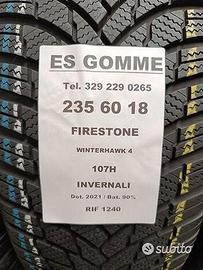 ES GOMME
Tel. 329 229 0265
235 60 18
FIRESTONE
WINTERHAWK 4
107H
INVERNALI
Dot. 2021 / Bat. 90%
RIF 1240
subito